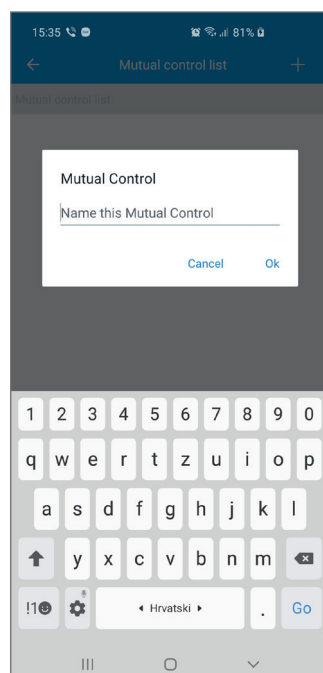 15:35 81%
Mutual control list
Mutual control list
Mutual Control
Name this Mutual Control
Cancel Ok
1 2 3 4 5 6 7 8 9 0
q w e r t z u i o p
a s d f g h j k l
y x c v b n m
!1 Hrvatski . Go